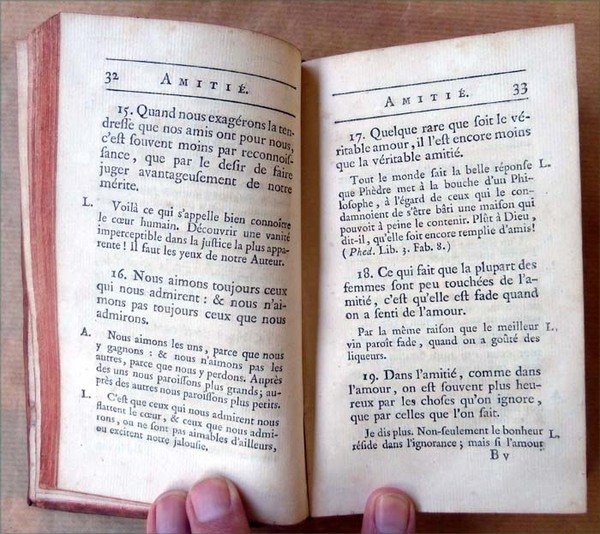 32
AMITIÉ.
15. Quand nous exagérons la ten-
dresse que nos amis ont pour nous,
c'est souvent moins par reconnois-
sance, que par le desir de faire
juger avantageusement de notre
mérite.
L. Voilà ce qui s'appelle bien connoître
le cœur humain. Découvrir une vanité
imperceptible dans la justice la plus appa-
rente ! Il faut les yeux de notre Auteur.
16. Nous aimons toujours ceux
qui nous admirent : & nous n'ai-
mons pas toujours ceux que nous
admirons.
A. Nous aimons les uns, parce que nous
y gagnons : & nous n'aimons pas les
autres, parce que nous y perdons. Auprès
des uns nous paroissons plus grands ; au-
près des autres nous paroissons plus petits.
L. C'est que ceux qui nous admirent nous
flattent le cœur, & que ceux que nous admi-
rons, ou ne sont pas aimables d'ailleurs,
ou excitent notre jalousie.
AMITIÉ.
33
17. Quelque rare que soit le vé-
ritable amour, il l'est encore moins
que la véritable amitié.
Tout le monde sait la belle réponse L.
que Phèdre met à la bouche d'un Phi-
losophe, à l'égard de ceux qui le con-
damnoient de s'être bâti une maison qui
pouvoit à peine le contenir. Plût à Dieu,
dit-il, qu'elle soit encore remplie d'amis!
( Phed. Lib. 3. Fab. 8.)
18. Ce qui fait que la plupart des
femmes sont peu touchées de l'a-
mitié, c'est qu'elle est fade quand
on a senti de l'amour.
Par la même raison que le meilleur L.
vin paroît fade, quand on a goûté des
liqueurs.
19. Dans l'amitié, comme dans
l'amour, on est souvent plus heu-
reux par les choses qu'on ignore,
que par celles que l'on sait.
Je dis plus. Non-seulement le bonheur L.
réside dans l'ignorance ; mais si l'amour
B v